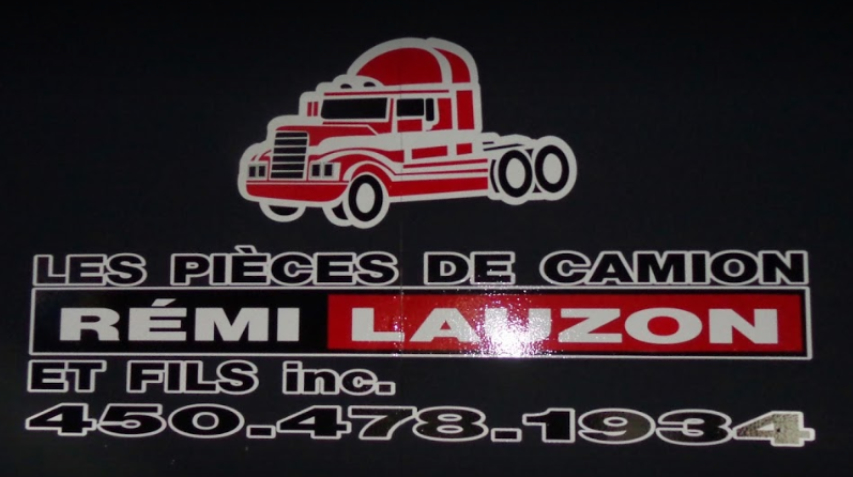 LES PIÈCES DE CAMION
RÉMI LAUZON
ET FILS inc.
450.478.1934